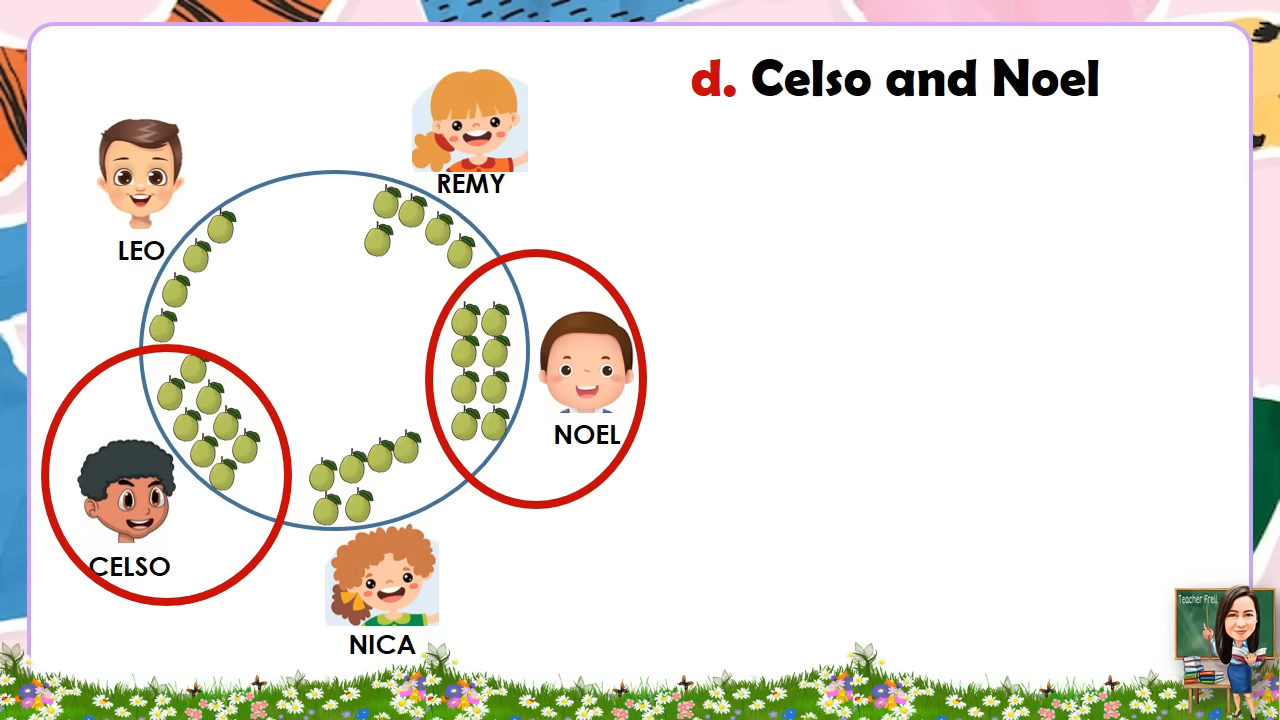 d. Celso and Noel
REMY
LEO
NOEL
CELSO
NICA
Teacher Frell